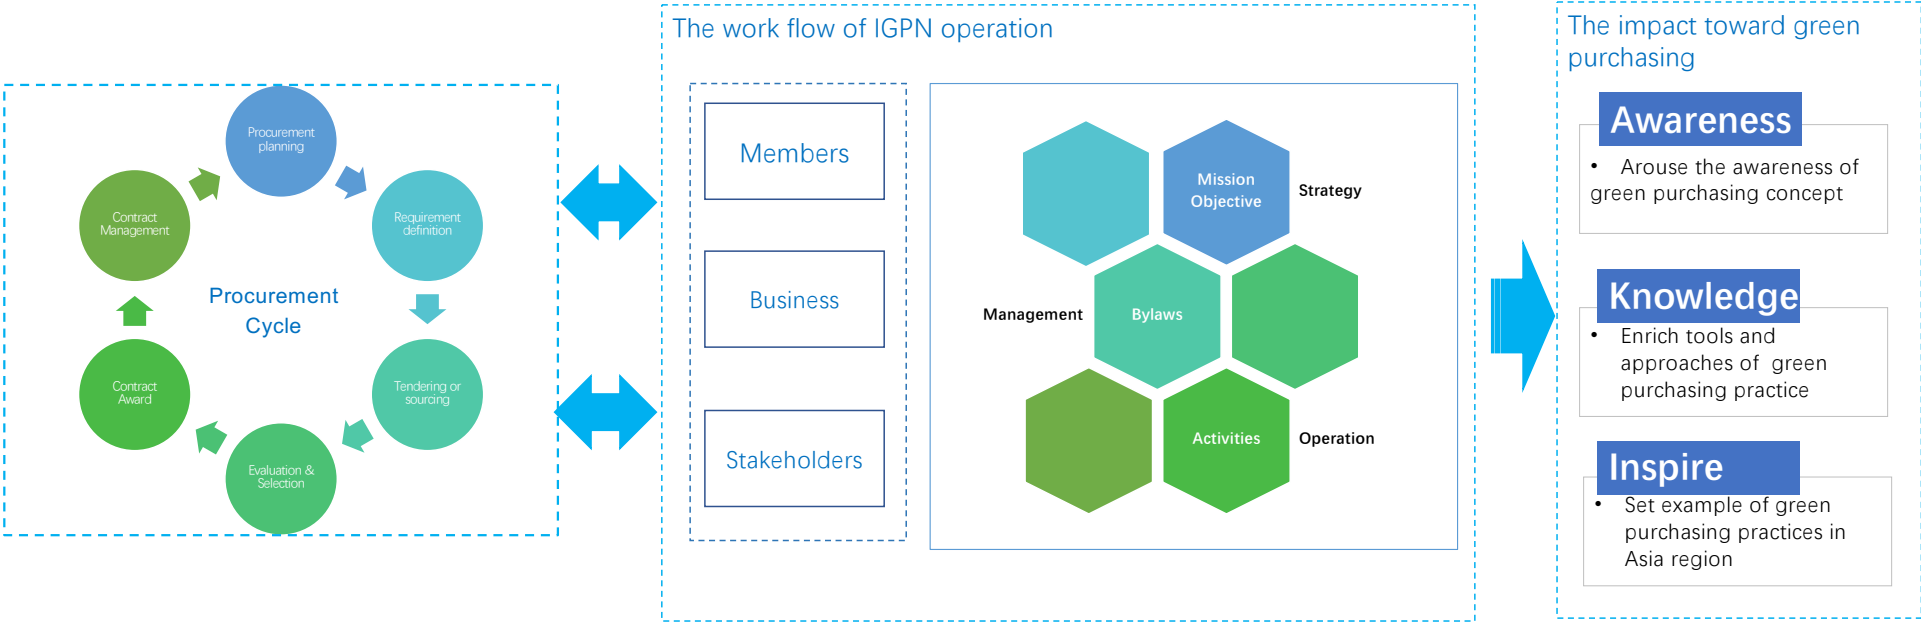 Procurement
planning
Requirement
definition
Tendering or
sourcing
Evaluation &
Selection
Contract
Award
Contract
Management
Procurement
Cycle
The work flow of IGPN operation
Members
Business
Stakeholders
Mission
Objective
Strategy
Management
Bylaws
Activities
Operation
The impact toward green
purchasing
Awareness
• Arouse the awareness of
green purchasing concept
Knowledge
• Enrich tools and
approaches of green
purchasing practice
Inspire
• Set example of green
purchasing practices in
Asia region